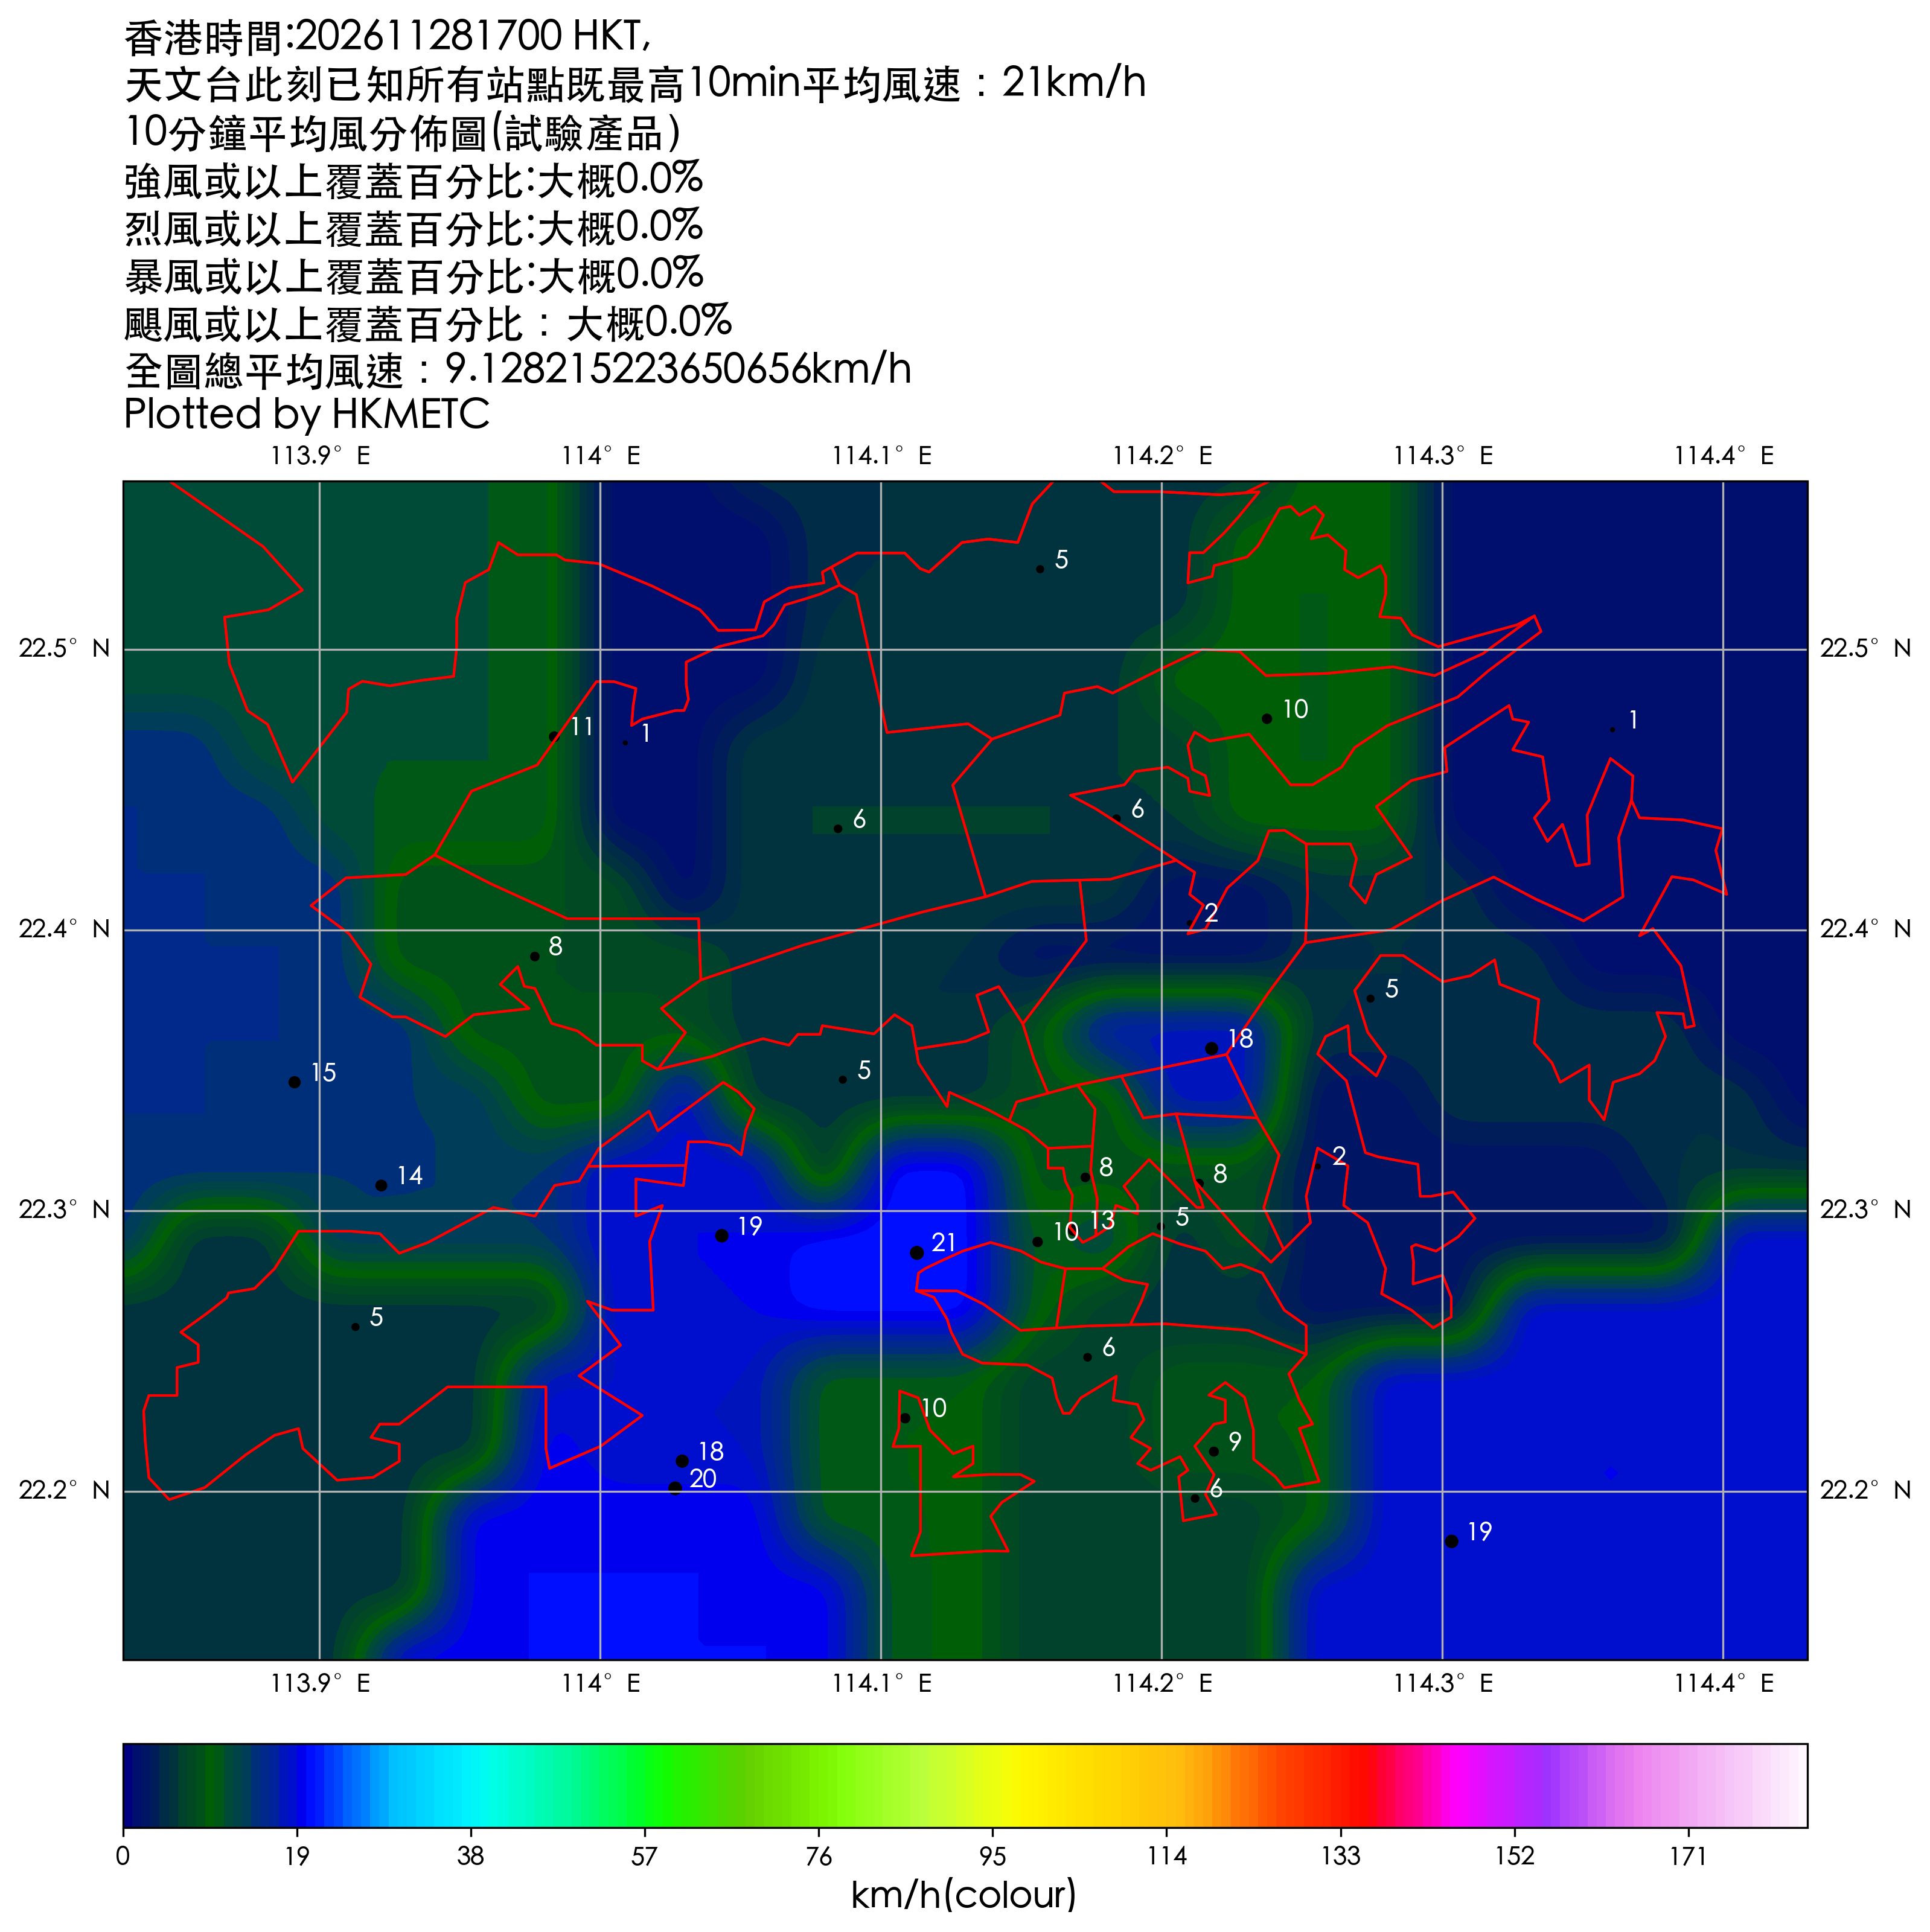 香港時間:202611281700 HKT,
天文台此刻已知所有站點既最高10min平均風速：21km/h
10分鐘平均風分佈圖(試驗產品)
強風或以上覆蓋百分比:大概0.0%
烈風或以上覆蓋百分比:大概0.0%
暴風或以上覆蓋百分比:大概0.0%
颶風或以上覆蓋百分比：大概0.0%
全圖總平均風速：9.128215223650656km/h
Plotted by HKMETC
113.9° E 114° E 114.1° E 114.2° E 114.3° E 114.4° E
5
22.5° N 22.5° N
10
11 1 1
6 6
2
22.4° N 22.4° N
8
5
18
15 5
2
14 8 8
22.3° N 22.3° N
19 21 10 13 5
5
6
10
9
18
20 6
22.2° N 22.2° N
19
113.9° E 114° E 114.1° E 114.2° E 114.3° E 114.4° E
0 19 38 57 76 95 114 133 152 171
km/h(colour)